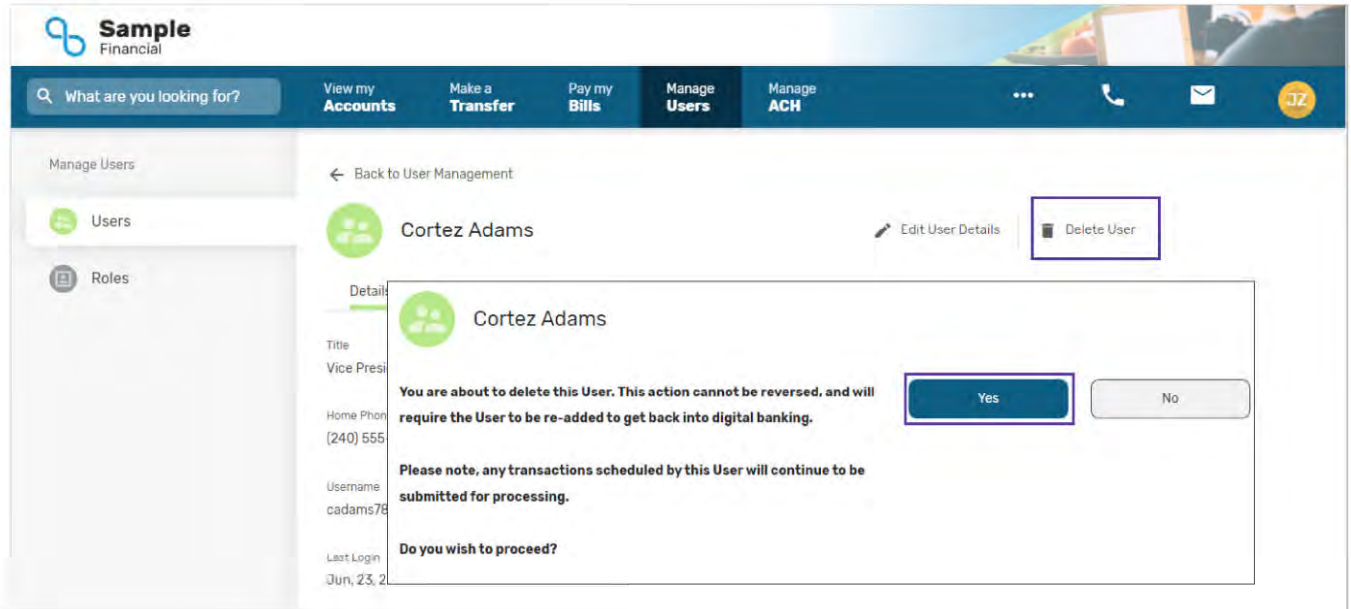 Sample
Financial
What are you looking for?
View my
Accounts
Make a
Transfer
Pay my
Bills
Manage
Users
Manage
ACH
JZ
Manage Users
Users
Roles
Back to User Management
Cortez Adams
Edit User Details
Delete User
Details
Title
Vice Presi
Home Phon
(240) 555-
Username
cadams78
Last Login
Jun, 23, 2
Cortez Adams
You are about to delete this User. This action cannot be reversed, and will
require the User to be re-added to get back into digital banking.
Please note, any transactions scheduled by this User will continue to be
submitted for processing.
Do you wish to proceed?
Yes
No